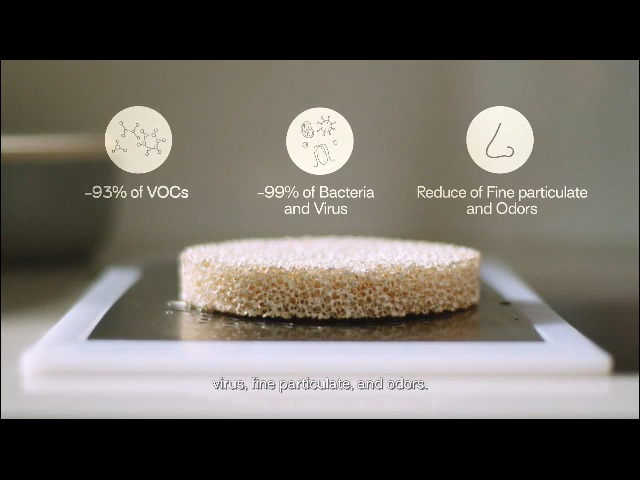 -93% of VOCs
-99% of Bacteria
and Virus
Reduce of Fine particulate
and Odors
virus, fine particulate, and odors.